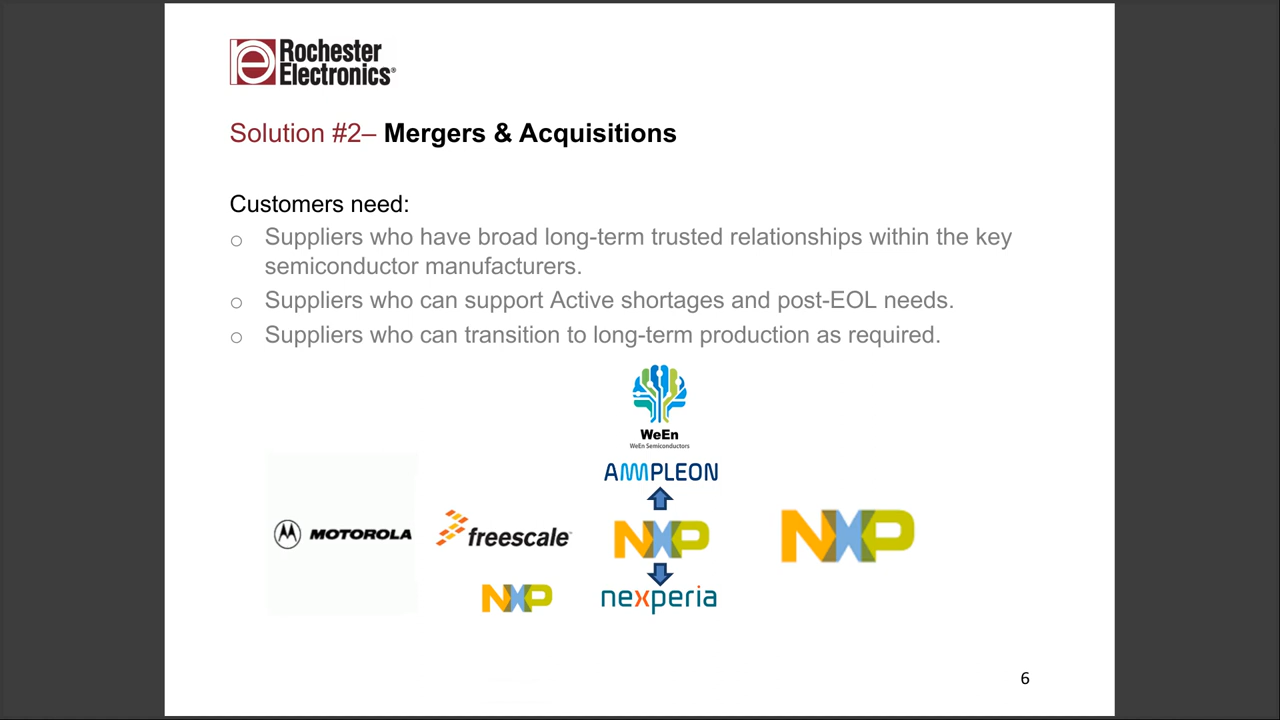 Rochester
Electronics®
Solution #2– Mergers & Acquisitions
Customers need:
o Suppliers who have broad long-term trusted relationships within the key
semiconductor manufacturers.
o Suppliers who can support Active shortages and post-EOL needs.
o Suppliers who can transition to long-term production as required.
WeEn
WeEn Semiconductors
AMPLEON
MOTOROLA
freescale
NXP
NXP
NXP
nexperia
6